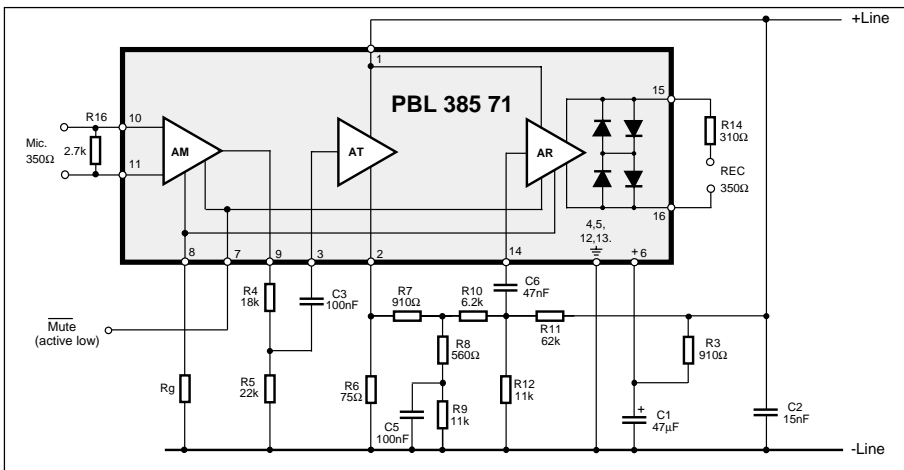 +Line
1
PBL 385 71
15
R16
10
R14
310Ω
Mic.
350Ω
2.7k
AM
AT
AR
REC
350Ω
11
16
4,5,
12,13.
8
7
9
3
2
14
+ 6
R4
18k
C3
100nF
R7
910Ω
R10
6.2k
C6
47nF
R11
62k
Mute
(active low)
R8
560Ω
R3
910Ω
Rg
R5
22k
R6
75Ω
C5
100nF
R9
11k
R12
11k
+
C1
47µF
C2
15nF
-Line